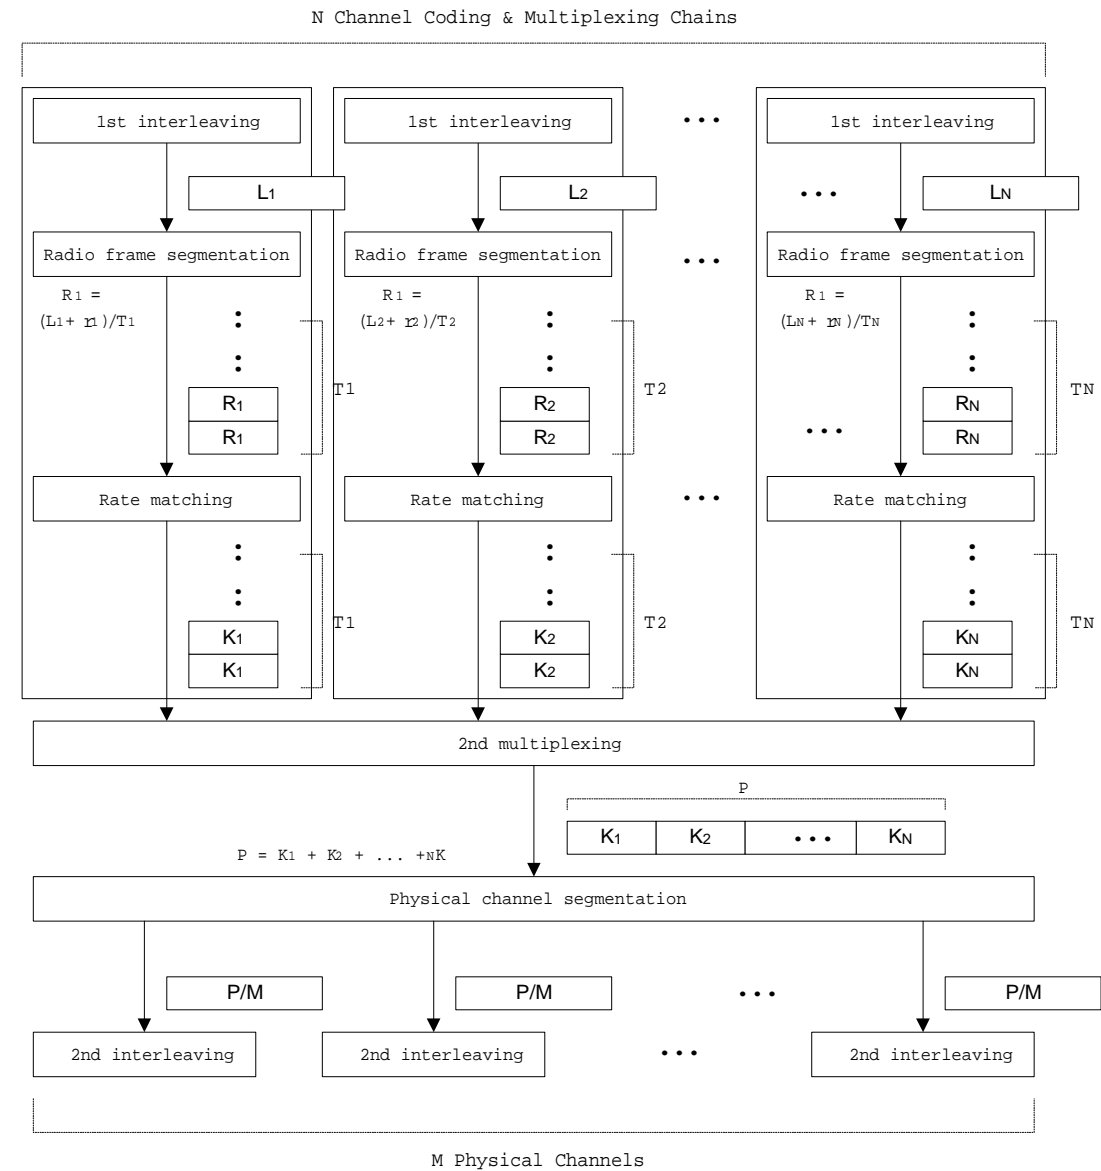 N Channel Coding & Multiplexing Chains
1st interleaving 1st interleaving ••• 1st interleaving
L1 L2 ••• LN
Radio frame segmentation Radio frame segmentation ••• Radio frame segmentation
R1 = R1 = R1 =
(L1+ r1)/T1 (L2+ r2)/T2 (LN+ rN)/TN
T1 T2 TN
R1 R2 RN
R1 R2 ••• RN
Rate matching Rate matching ••• Rate matching
T1 T2 TN
K1 K2 KN
K1 K2 KN
2nd multiplexing
P
K1 K2 ••• KN
P = K1 + K2 + ... +NK
Physical channel segmentation
P/M P/M ••• P/M
2nd interleaving 2nd interleaving ••• 2nd interleaving
M Physical Channels